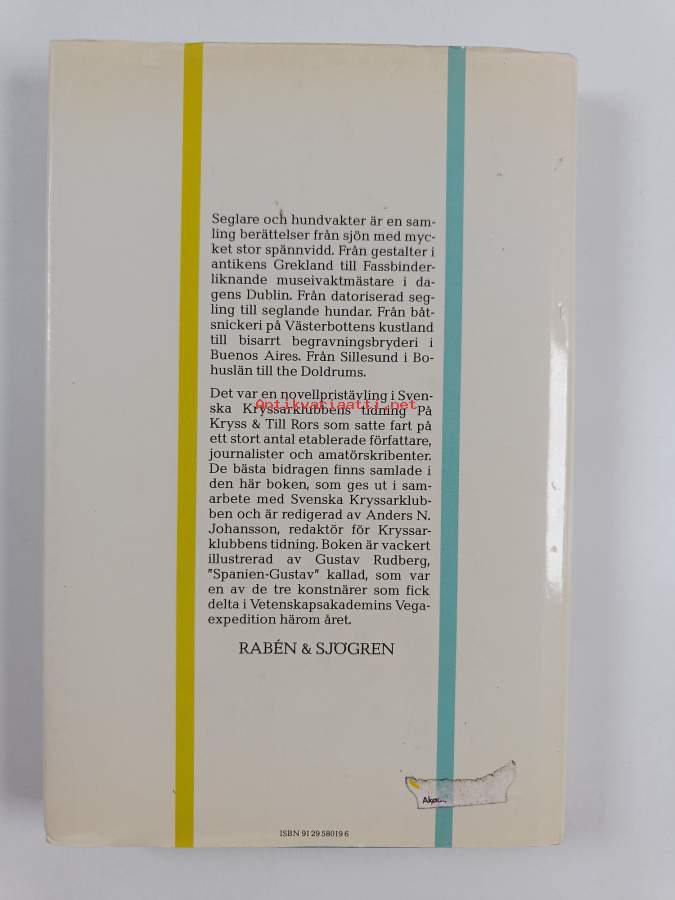 Seglare och hundvakter är en sam-
ling berättelser från sjön med myc-
ket stor spännvidd. Från gestalter i
antikens Grekland till Fassbinder-
liknande museivaktmästare i da-
gens Dublin. Från datoriserad seg-
ling till seglande hundar. Från båt-
snickeri på Västerbottens kustland
till bisarrt begravningsbryderi i
Buenos Aires. Från Sillesund i Bo-
huslän till the Doldrums.
Det var en novellpristävling i Sven-
ska Kryssarklubbens tidning På
Antikvariaatti.net
Kryss & Till Rors som satte fart på
ett stort antal etablerade författare,
journalister och amatörskribenter.
De bästa bidragen finns samlade i
den här boken, som ges ut i sam-
arbete med Svenska Kryssarklub-
ben och är redigerad av Anders N.
Johansson, redaktör för Kryssar-
klubbens tidning. Boken är vackert
illustrerad av Gustav Rudberg,
"Spanien-Gustav" kallad, som var
en av de tre konstnärer som fick
delta i Vetenskapsakademins Vega-
expedition härom året.
RABÉN & SJÖGREN
ISBN 91 29 58019 6